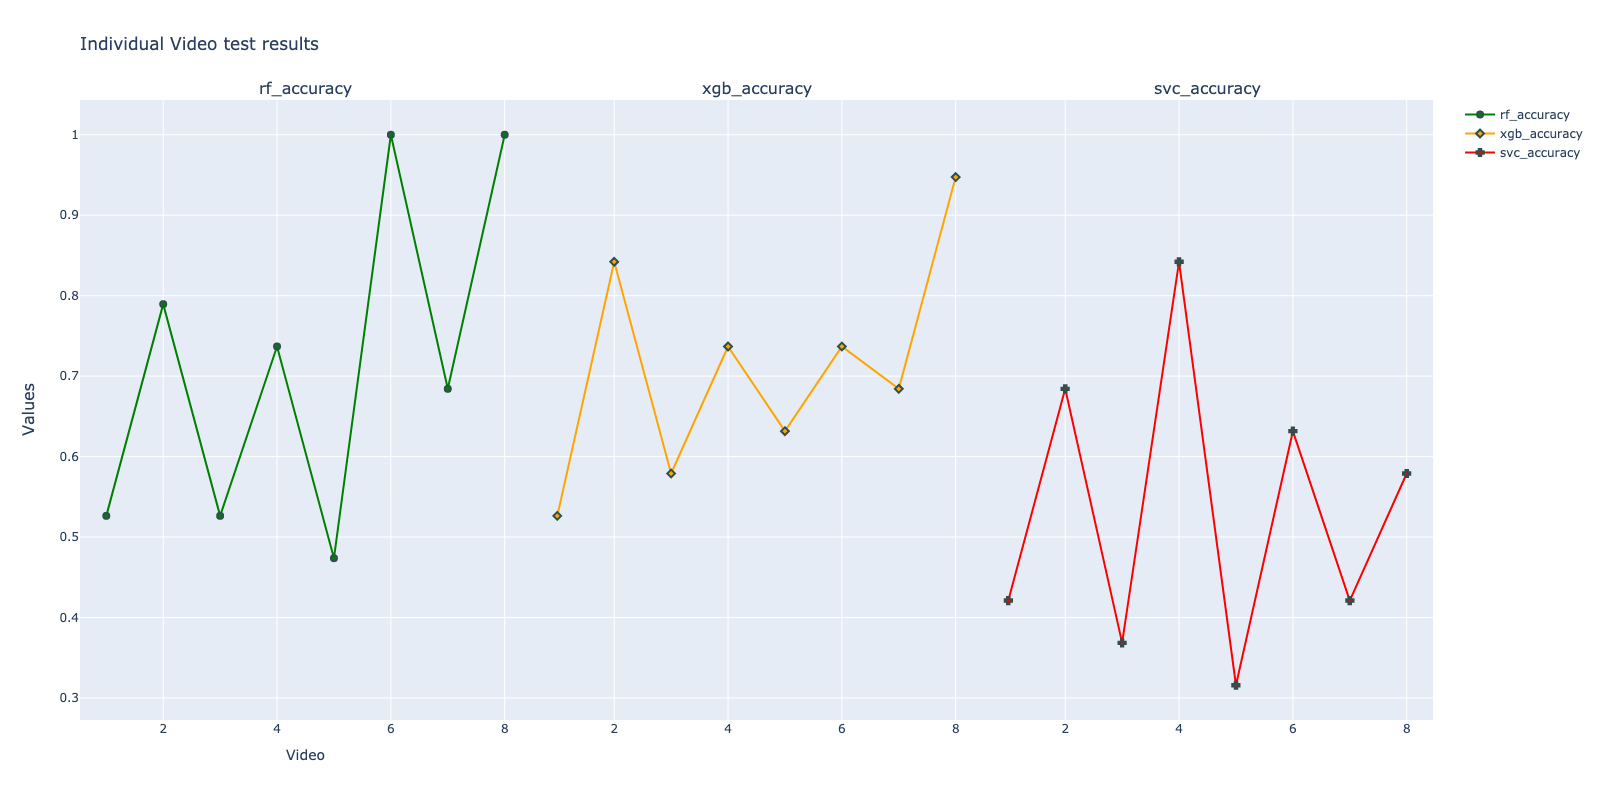 Individual Video test results
rf_accuracy
xgb_accuracy
svc_accuracy
rf_accuracy
xgb_accuracy
svc_accuracy
Values
1
0.9
0.8
0.7
0.6
0.5
0.4
0.3
2 4 6 8
2 4 6 8
2 4 6 8
Video